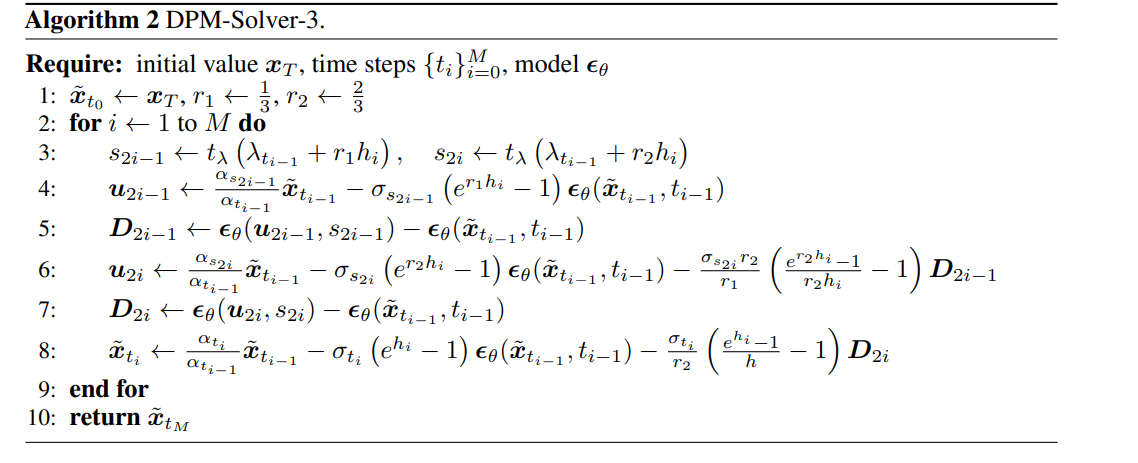 Algorithm 2 DPM-Solver-3.
Require: initial value $\boldsymbol{x}_T$, time steps $\{t_i\}_{i=0}^{M}$, model $\boldsymbol{\epsilon}_\theta$
1: $\tilde{\boldsymbol{x}}_{t_0} \leftarrow \boldsymbol{x}_T, r_1 \leftarrow \frac{1}{3}, r_2 \leftarrow \frac{2}{3}$
2: for $i \leftarrow 1$ to $M$ do
3: $s_{2i-1} \leftarrow t_\lambda \left(\lambda_{t_{i-1}} + r_1 h_i\right), \quad s_{2i} \leftarrow t_\lambda \left(\lambda_{t_{i-1}} + r_2 h_i\right)$
4: $\boldsymbol{u}_{2i-1} \leftarrow \frac{\alpha_{s_{2i-1}}}{\alpha_{t_{i-1}}} \tilde{\boldsymbol{x}}_{t_{i-1}} - \sigma_{s_{2i-1}} \left(e^{r_1 h_i} - 1\right) \boldsymbol{\epsilon}_\theta(\tilde{\boldsymbol{x}}_{t_{i-1}}, t_{i-1})$
5: $\boldsymbol{D}_{2i-1} \leftarrow \boldsymbol{\epsilon}_\theta(\boldsymbol{u}_{2i-1}, s_{2i-1}) - \boldsymbol{\epsilon}_\theta(\tilde{\boldsymbol{x}}_{t_{i-1}}, t_{i-1})$
6: $\boldsymbol{u}_{2i} \leftarrow \frac{\alpha_{s_{2i}}}{\alpha_{t_{i-1}}} \tilde{\boldsymbol{x}}_{t_{i-1}} - \sigma_{s_{2i}} \left(e^{r_2 h_i} - 1\right) \boldsymbol{\epsilon}_\theta(\tilde{\boldsymbol{x}}_{t_{i-1}}, t_{i-1}) - \frac{\sigma_{s_{2i}} r_2}{r_1} \left(\frac{e^{r_2 h_i} - 1}{r_2 h_i} - 1\right) \boldsymbol{D}_{2i-1}$
7: $\boldsymbol{D}_{2i} \leftarrow \boldsymbol{\epsilon}_\theta(\boldsymbol{u}_{2i}, s_{2i}) - \boldsymbol{\epsilon}_\theta(\tilde{\boldsymbol{x}}_{t_{i-1}}, t_{i-1})$
8: $\tilde{\boldsymbol{x}}_{t_i} \leftarrow \frac{\alpha_{t_i}}{\alpha_{t_{i-1}}} \tilde{\boldsymbol{x}}_{t_{i-1}} - \sigma_{t_i} \left(e^{h_i} - 1\right) \boldsymbol{\epsilon}_\theta(\tilde{\boldsymbol{x}}_{t_{i-1}}, t_{i-1}) - \frac{\sigma_{t_i}}{r_2} \left(\frac{e^{h_i} - 1}{h} - 1\right) \boldsymbol{D}_{2i}$
9: end for
10: return $\tilde{\boldsymbol{x}}_{t_M}$